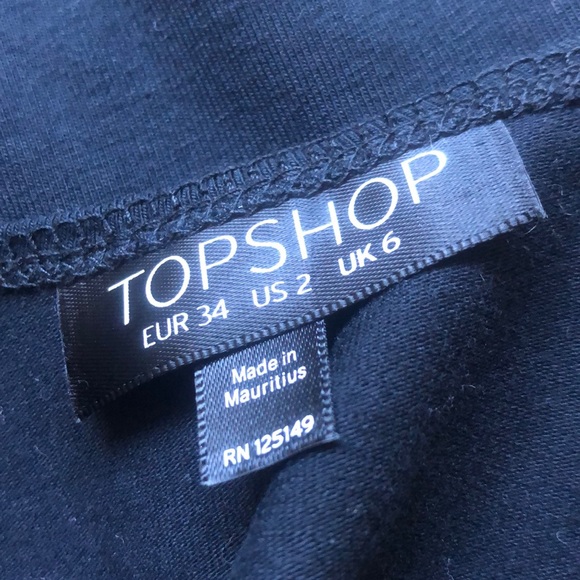 TOPSHOP
EUR 34 US 2 UK 6
Made in
Mauritius
RN 125149